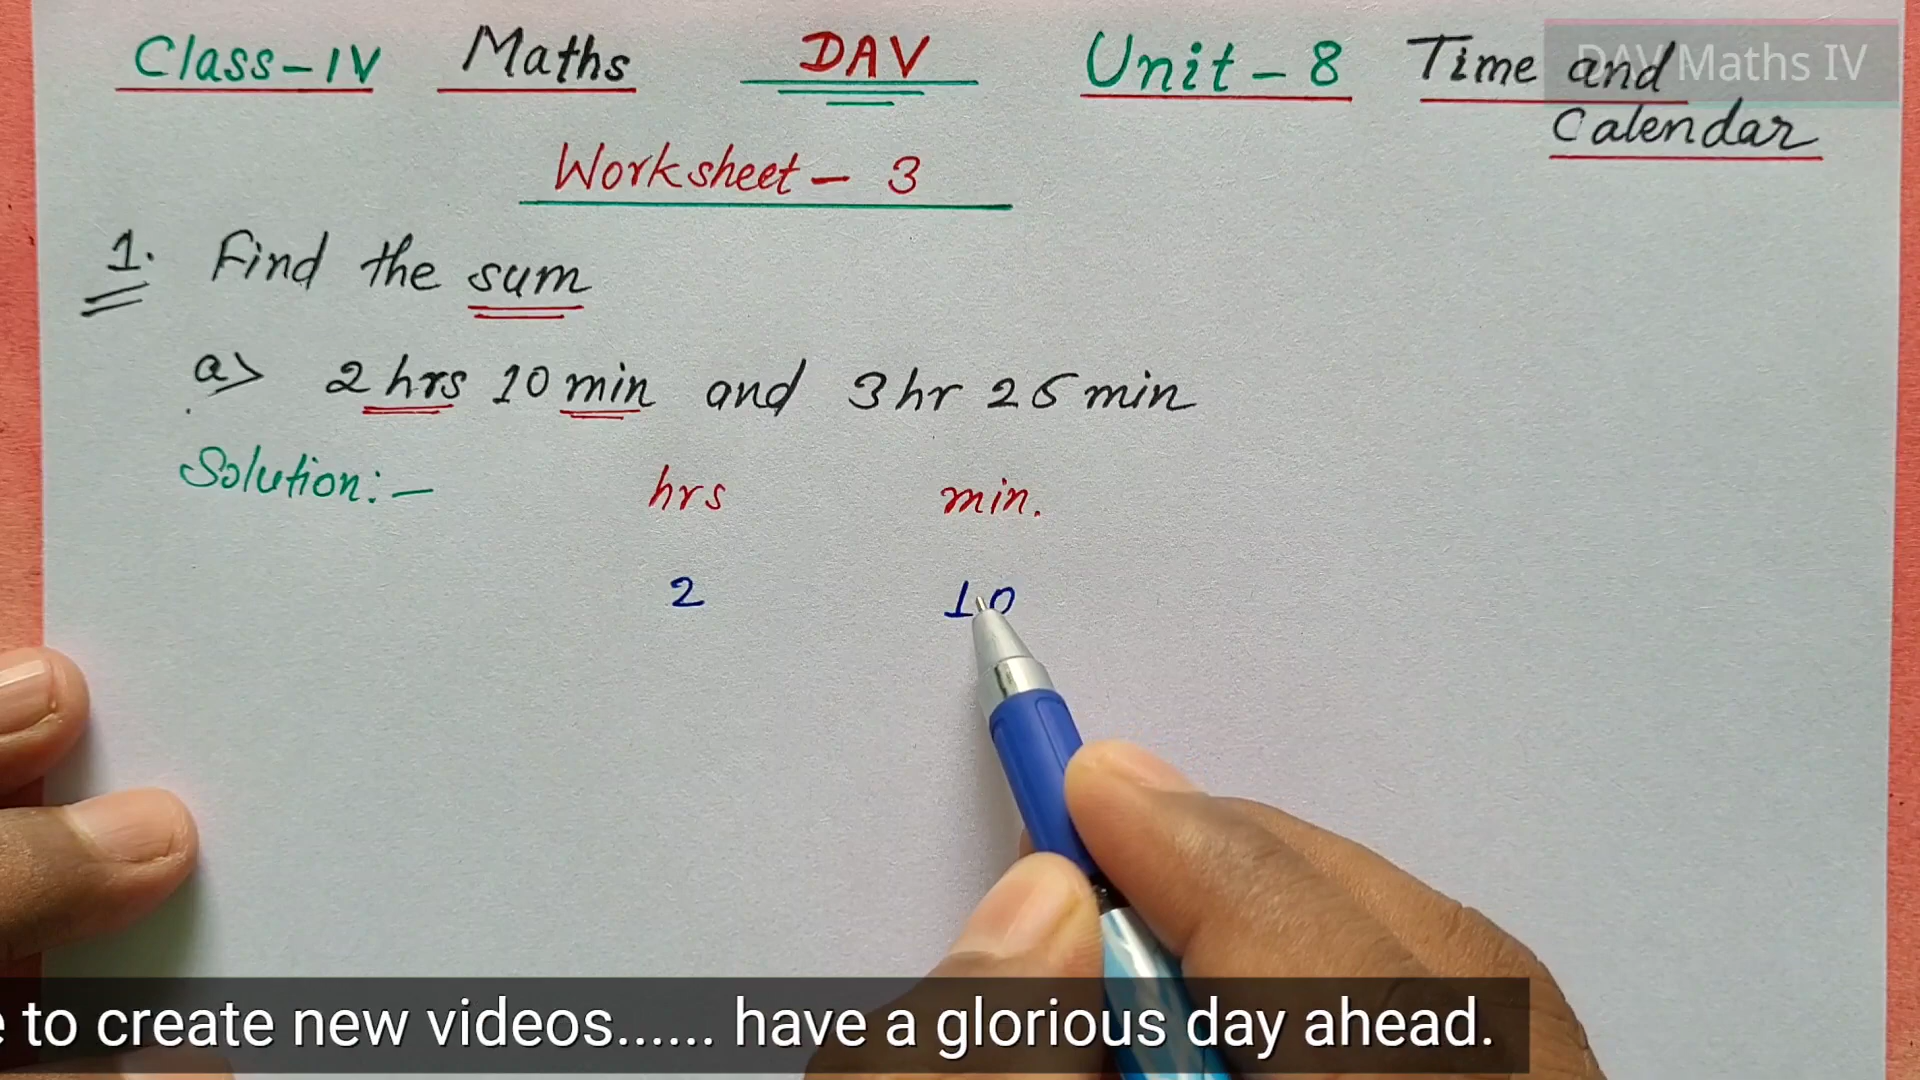 Class-IV Maths DAV Unit-8 Time and
Calendar
DAV Maths IV
Worksheet-3
1. Find the sum
a> 2 hrs 10 min and 3 hr 25 min
Solution:-
hrs min.
2 10
to create new videos...... have a glorious day ahead.